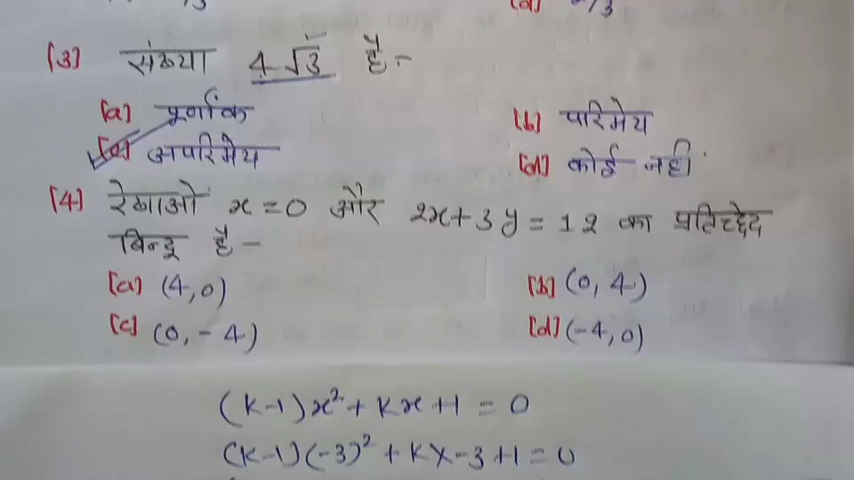 (3) संख्या 4√3 है -
(a) पूर्णांक (b) परिमेय
(c) अपरिमेय (d) कोई नहीं
(4) रेखाओं x=0 और 2x+3y=12 का प्रतिच्छेद
बिन्दु है -
(a) (4,0) (b) (0,4)
(c) (0,-4) (d) (-4,0)
(k-1)x²+kx+1=0
(k-1)(-3)²+k×-3+1=0